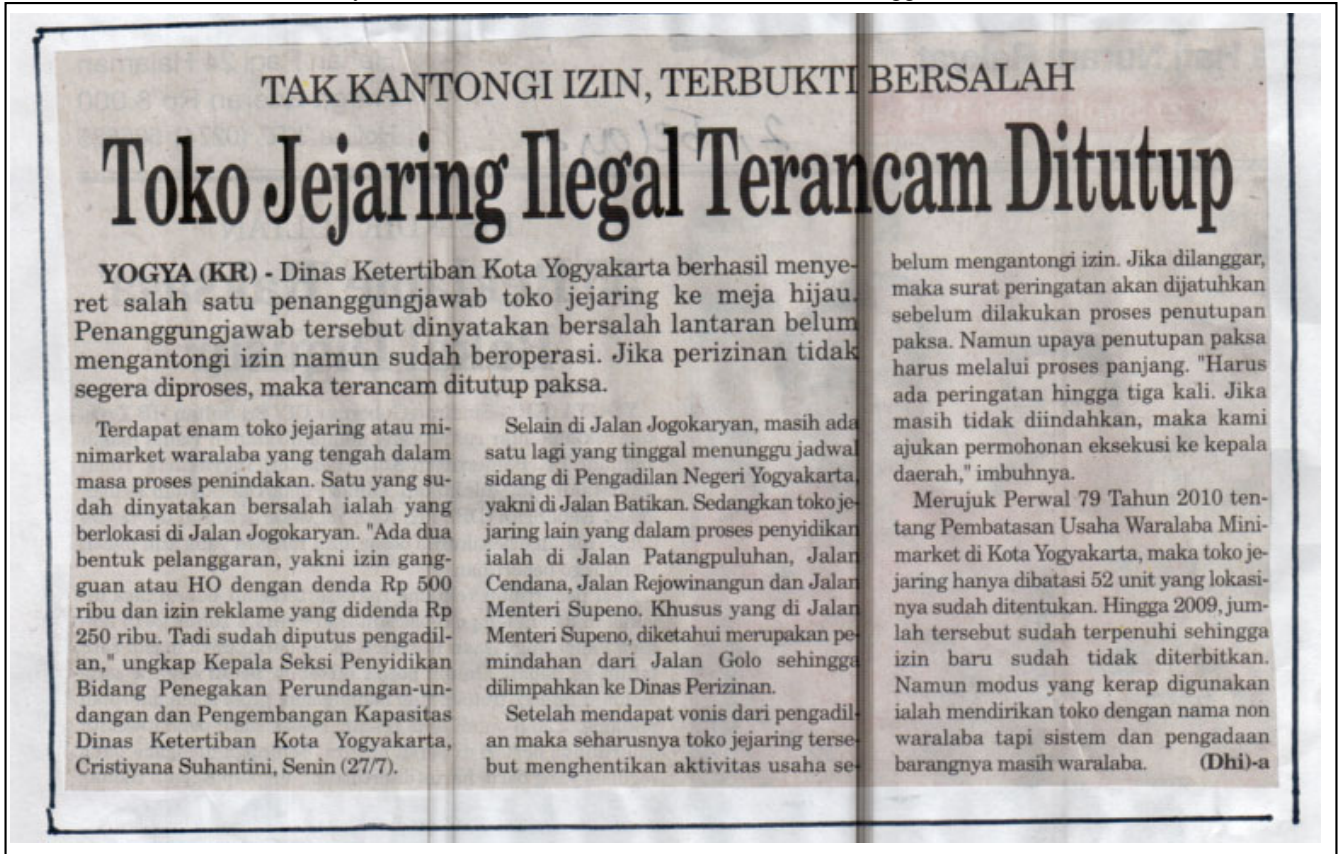 TAK KANTONGI IZIN, TERBUKTI BERSALAH
Toko Jejaring Ilegal Terancam Ditutup
YOGYA (KR) - Dinas Ketertiban Kota Yogyakarta berhasil menye-
ret salah satu penanggungjawab toko jejaring ke meja hijau.
Penanggungjawab tersebut dinyatakan bersalah lantaran belum
mengantongi izin namun sudah beroperasi. Jika perizinan tidak
segera diproses, maka terancam ditutup paksa.
Terdapat enam toko jejaring atau mi-
nimarket waralaba yang tengah dalam
masa proses penindakan. Satu yang su-
dah dinyatakan bersalah ialah yang
berlokasi di Jalan Jogokaryan. "Ada dua
bentuk pelanggaran, yakni izin gang-
guan atau HO dengan denda Rp 500
ribu dan izin reklame yang didenda Rp
250 ribu. Tadi sudah diputus pengadil-
an," ungkap Kepala Seksi Penyidikan
Bidang Penegakan Perundangan-un-
dangan dan Pengembangan Kapasitas
Dinas Ketertiban Kota Yogyakarta,
Cristiyana Suhantini, Senin (27/7).
Selain di Jalan Jogokaryan, masih ada
satu lagi yang tinggal menunggu jadwal
sidang di Pengadilan Negeri Yogyakarta,
yakni di Jalan Batikan. Sedangkan toko je-
jaring lain yang dalam proses penyidikan
ialah di Jalan Patangpuluhan, Jalan
Cendana, Jalan Rejowinangun dan Jalan
Menteri Supeno. Khusus yang di Jalan
Menteri Supeno, diketahui merupakan pe-
mindahan dari Jalan Golo sehingga
dilimpahkan ke Dinas Perizinan.
Setelah mendapat vonis dari pengadil-
an maka seharusnya toko jejaring terse-
but menghentikan aktivitas usaha se-
belum mengantongi izin. Jika dilanggar,
maka surat peringatan akan dijatuhkan
sebelum dilakukan proses penutupan
paksa. Namun upaya penutupan paksa
harus melalui proses panjang. "Harus
ada peringatan hingga tiga kali. Jika
masih tidak diindahkan, maka kami
ajukan permohonan eksekusi ke kepala
daerah," imbuhnya.
Merujuk Perwal 79 Tahun 2010 ten-
tang Pembatasan Usaha Waralaba Mini-
market di Kota Yogyakarta, maka toko je-
jaring hanya dibatasi 52 unit yang lokasi-
nya sudah ditentukan. Hingga 2009, jum-
lah tersebut sudah terpenuhi sehingga
izin baru sudah tidak diterbitkan.
Namun modus yang kerap digunakan
ialah mendirikan toko dengan nama non
waralaba tapi sistem dan pengadaan
barangnya masih waralaba. (Dhi)-a